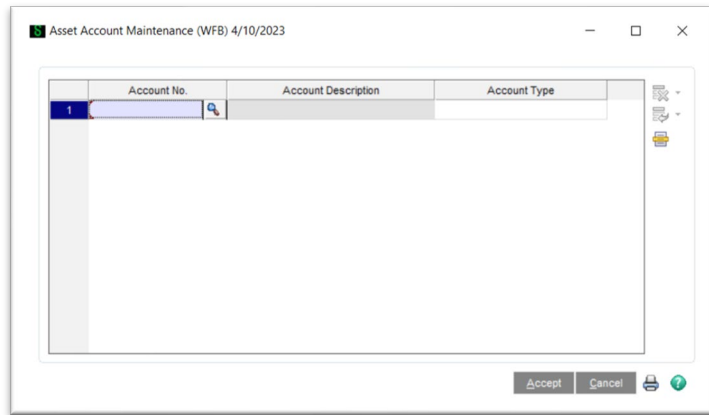 Asset Account Maintenance (WFB) 4/10/2023
Account No. Account Description Account Type
1
Accept Cancel